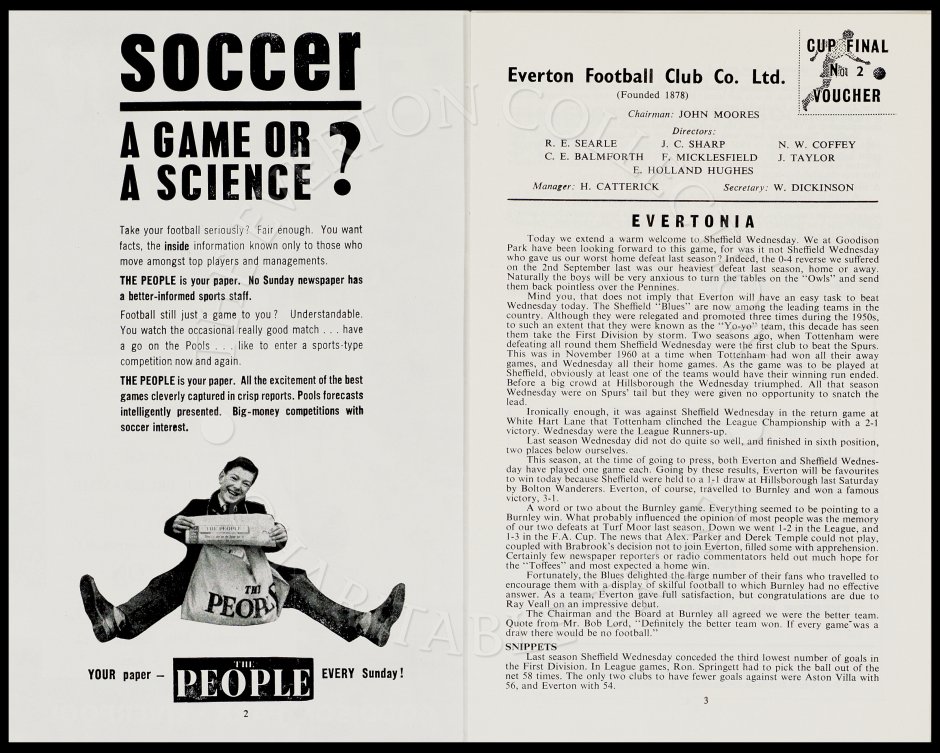 soccer
A GAME OR
A SCIENCE ?
Take your football seriously? Fair enough. You want
facts, the inside information known only to those who
move amongst top players and managements.
THE PEOPLE is your paper. No Sunday newspaper has
a better-informed sports staff.
Football still just a game to you? Understandable.
You watch the occasional really good match . . . have
a go on the Pools . . . like to enter a sports-type
competition now and again.
THE PEOPLE is your paper. All the excitement of the best
games cleverly captured in crisp reports. Pools forecasts
intelligently presented. Big-money competitions with
soccer interest.
THE PEOPLE
THE
PEOPLE
YOUR paper – THE PEOPLE EVERY Sunday!
2
CUP FINAL
No 2
VOUCHER
Everton Football Club Co. Ltd.
(Founded 1878)
Chairman: JOHN MOORES
Directors:
R. E. SEARLE J. C. SHARP N. W. COFFEY
C. E. BALMFORTH F. MICKLESFIELD J. TAYLOR
E. HOLLAND HUGHES
Manager: H. CATTERICK Secretary: W. DICKINSON
EVERTONIA
Today we extend a warm welcome to Sheffield Wednesday. We at Goodison
Park have been looking forward to this game, for was it not Sheffield Wednesday
who gave us our worst home defeat last season? Indeed, the 0-4 reverse we suffered
on the 2nd September last was our heaviest defeat last season, home or away.
Naturally the boys will be very anxious to turn the tables on the "Owls" and send
them back pointless over the Pennines.
Mind you, that does not imply that Everton will have an easy task to beat
Wednesday today. The Sheffield "Blues" are now among the leading teams in the
country. Although they were relegated and promoted three times during the 1950s,
to such an extent that they were known as the "Yo-yo" team, this decade has seen
them take the First Division by storm. Two seasons ago, when Tottenham were
defeating all round them Sheffield Wednesday were the first club to beat the Spurs.
This was in November 1960 at a time when Tottenham had won all their away
games, and Wednesday all their home games. As the game was to be played at
Sheffield, obviously at least one of the teams would have their winning run ended.
Before a big crowd at Hillsborough the Wednesday triumphed. All that season
Wednesday were on Spurs' tail but they were given no opportunity to snatch the
lead.
Ironically enough, it was against Sheffield Wednesday in the return game at
White Hart Lane that Tottenham clinched the League Championship with a 2-1
victory. Wednesday were the League Runners-up.
Last season Wednesday did not do quite so well, and finished in sixth position,
two places below ourselves.
This season, at the time of going to press, both Everton and Sheffield Wednes-
day have played one game each. Going by these results, Everton will be favourites
to win today because Sheffield were held to a 1-1 draw at Hillsborough last Saturday
by Bolton Wanderers. Everton, of course, travelled to Burnley and won a famous
victory, 3-1.
A word or two about the Burnley game. Everything seemed to be pointing to a
Burnley win. What probably influenced the opinion of most people was the memory
of our two defeats at Turf Moor last season. Down we went 1-2 in the League, and
1-3 in the F.A. Cup. The news that Alex. Parker and Derek Temple could not play,
coupled with Brabrook's decision not to join Everton, filled some with apprehension.
Certainly few newspaper reporters or radio commentators held out much hope for
the "Toffees" and most expected a home win.
Fortunately, the Blues delighted the large number of their fans who travelled to
encourage them with a display of skilful football to which Burnley had no effective
answer. As a team, Everton gave full satisfaction, but congratulations are due to
Ray Veall on an impressive debut.
The Chairman and the Board at Burnley all agreed we were the better team.
Quote from Mr. Bob Lord, "Definitely the better team won. If every game was a
draw there would be no football."
SNIPPETS
Last season Sheffield Wednesday conceded the third lowest number of goals in
the First Division. In League games, Ron. Springett had to pick the ball out of the
net 58 times. The only two clubs to have fewer goals against were Aston Villa with
56, and Everton with 54.
3